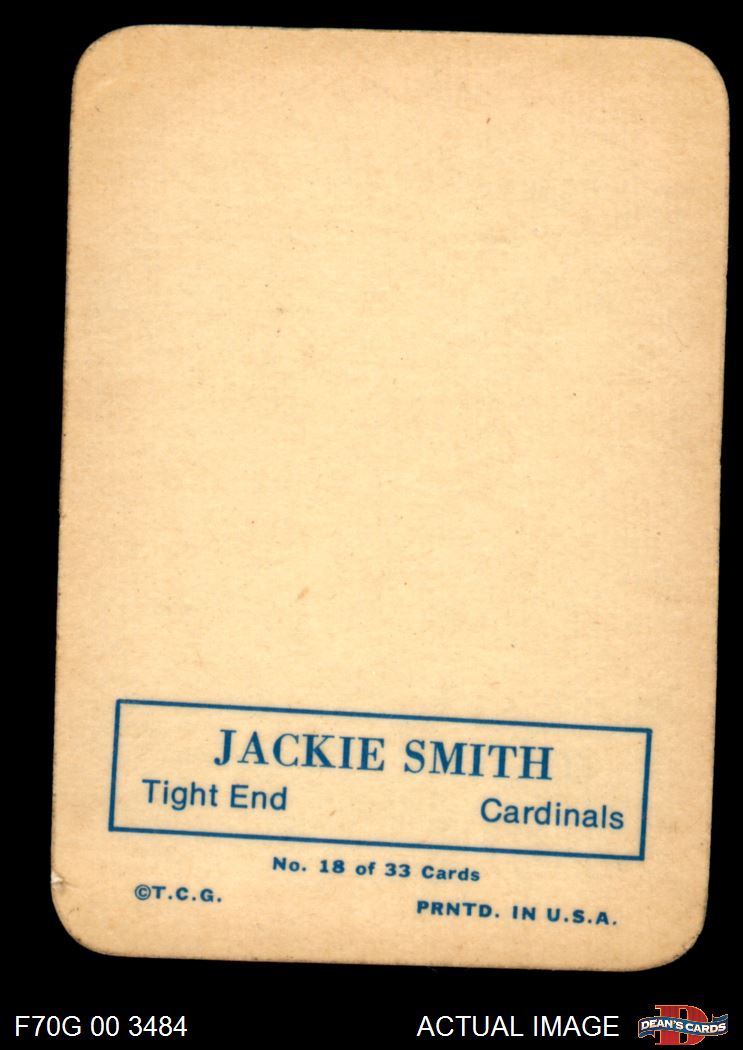 JACKIE SMITH
Tight End Cardinals
No. 18 of 33 Cards
©T.C.G. PRNTD. IN U.S.A.
F70G 00 3484 ACTUAL IMAGE D DEAN'S CARDS